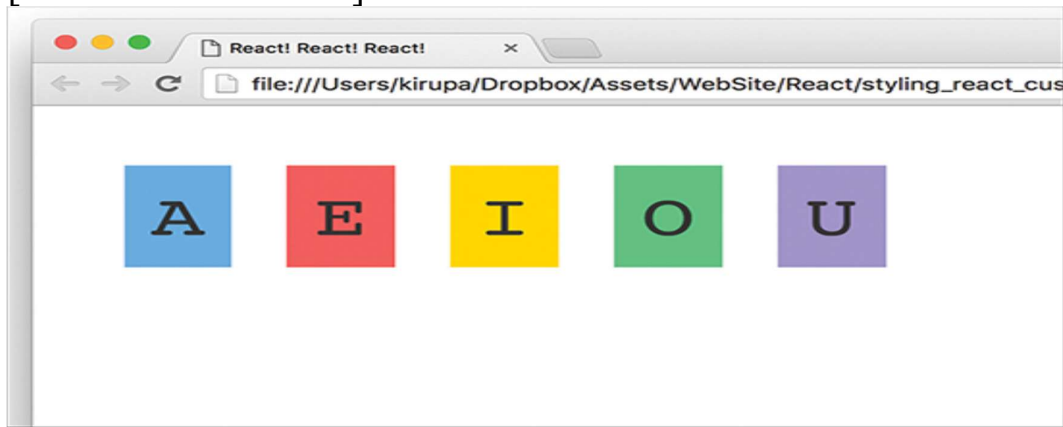 React! React! React!
file:///Users/kirupa/Dropbox/Assets/WebSite/React/styling_react_cus
A E I O U